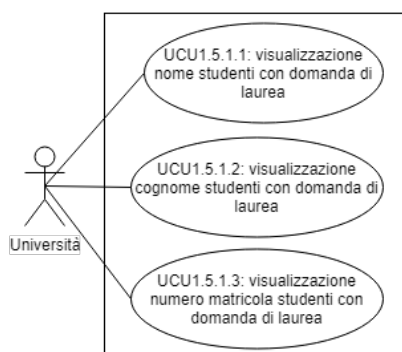 UCU1.5.1.1: visualizzazione
nome studenti con domanda di
laurea
UCU1.5.1.2: visualizzazione
cognome studenti con domanda di
laurea
Università
UCU1.5.1.3: visualizzazione
numero matricola studenti con
domanda di laurea